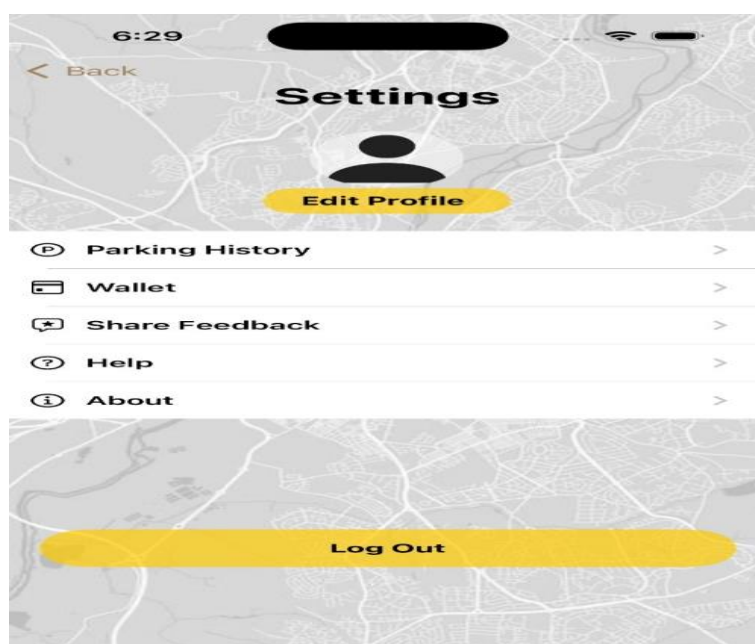 6:29
Back
Settings
Edit Profile
Parking History
Wallet
Share Feedback
Help
About
Log Out